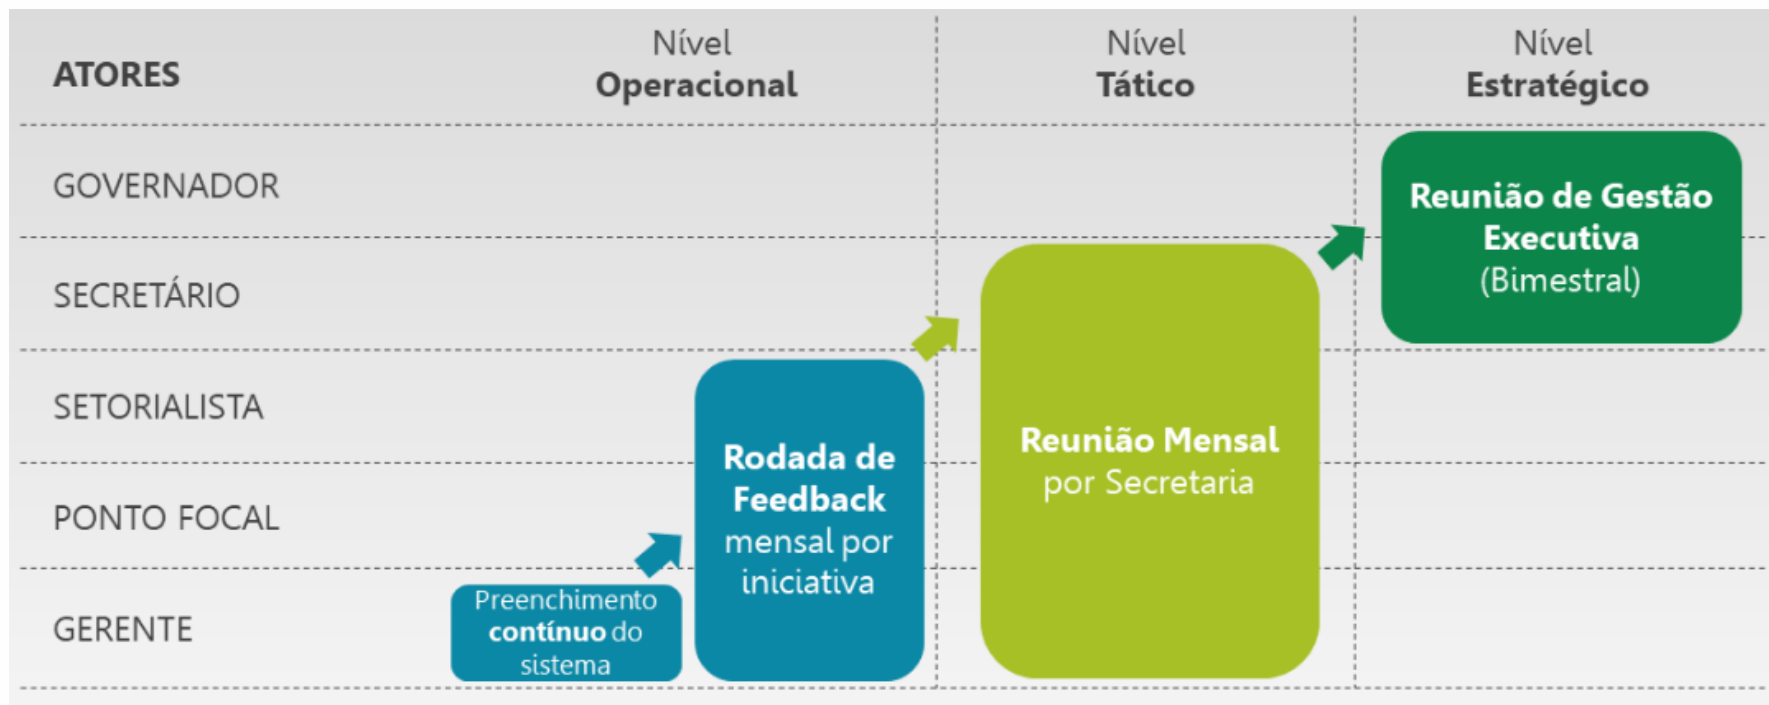 ATORES
Nível
Operacional
Nível
Tático
Nível
Estratégico
GOVERNADOR
SECRETÁRIO
SETORIALISTA
PONTO FOCAL
GERENTE
Preenchimento
contínuo do
sistema
Rodada de
Feedback
mensal por
iniciativa
Reunião Mensal
por Secretaria
Reunião de Gestão
Executiva
(Bimestral)